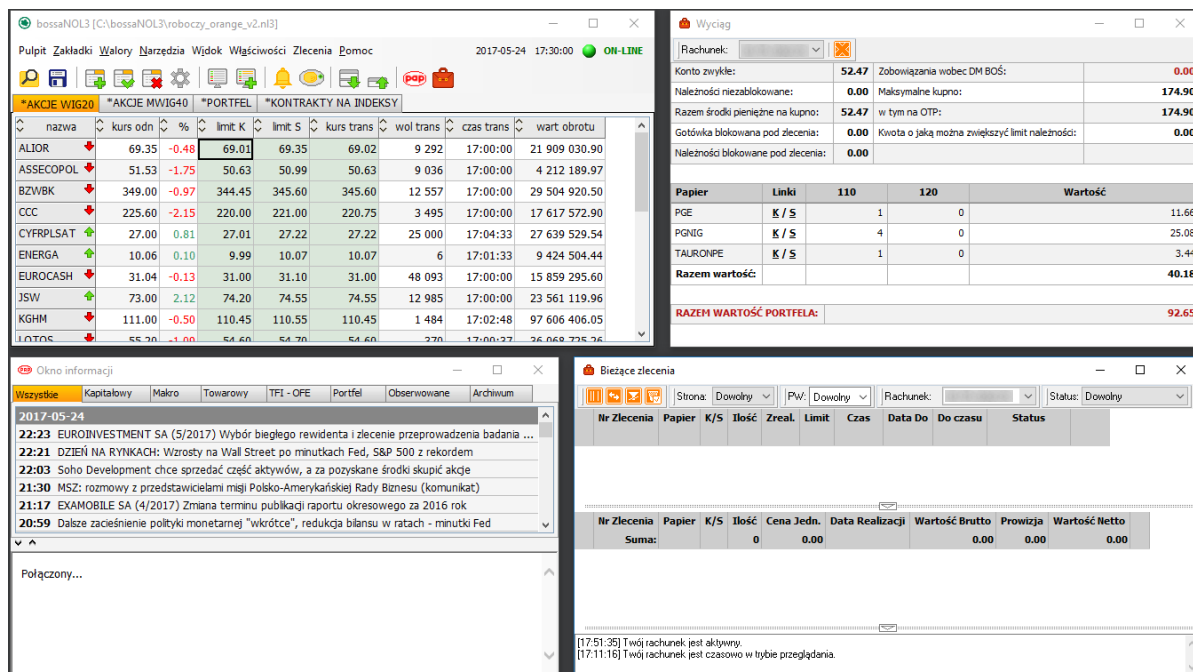 bossaNOL3 [C:\bossaNOL3\roboczy_orange_v2.nl3]
Pulpit Zakładki Walory Narzędzia Widok Właściwości Zlecenia Pomoc 2017-05-24 17:30:00 ON-LINE
pap
*AKCJE WIG20 *AKCJE MWIG40 *PORTFEL *KONTRAKTY NA INDEKSY
nazwa kurs odn % limit K limit S kurs trans wol trans czas trans wart obrotu
ALIOR 69.35 -0.48 69.01 69.35 69.02 9 292 17:00:00 21 909 030.90
ASSECOPOL 51.53 -1.75 50.63 50.99 50.63 9 036 17:00:00 4 212 189.97
BZWBK 349.00 -0.97 344.45 345.60 345.60 12 557 17:00:00 29 504 920.50
CCC 225.60 -2.15 220.00 221.00 220.75 3 495 17:00:00 17 617 572.90
CYFRPLSAT 27.00 0.81 27.01 27.22 27.22 25 000 17:04:33 27 639 529.54
ENERGA 10.06 0.10 9.99 10.07 10.07 6 17:01:33 9 424 504.44
EUROCASH 31.04 -0.13 31.00 31.10 31.00 48 093 17:00:00 15 859 295.60
JSW 73.00 2.12 74.20 74.55 74.55 12 985 17:00:00 23 561 119.96
KGHM 111.00 -0.50 110.45 110.55 110.45 1 484 17:02:48 97 606 406.05
LOTOS 55.20 -1.09 54.60 54.70 54.60 370 17:00:37 36 068 725.26
Wyciąg
Rachunek:
Konto zwykłe: 52.47 Zobowiązania wobec DM BOŚ: 0.00
Należności niezablokowane: 0.00 Maksymalne kupno: 174.90
Razem środki pieniężne na kupno: 52.47 w tym na OTP: 174.90
Gotówka blokowana pod zlecenia: 0.00 Kwota o jaką można zwiększyć limit należności: 0.00
Należności blokowane pod zlecenia: 0.00
Papier Linki 110 120 Wartość
PGE K / S 1 0 11.66
PGNIG K / S 4 0 25.08
TAURONPE K / S 1 0 3.44
Razem wartość: 40.18
RAZEM WARTOŚĆ PORTFELA: 92.65
pap Okno informacji
Wszystkie Kapitałowy Makro Towarowy TFI - OFE Portfel Obserwowane Archiwum
2017-05-24
22:23 EUROINVESTMENT SA (5/2017) Wybór biegłego rewidenta i zlecenie przeprowadzenia badania ...
22:21 DZIEŃ NA RYNKACH: Wzrosty na Wall Street po minutkach Fed, S&P 500 z rekordem
22:03 Soho Development chce sprzedać część aktywów, a za pozyskane środki skupić akcje
21:30 MSZ: rozmowy z przedstawicielami misji Polsko-Amerykańskiej Rady Biznesu (komunikat)
21:17 EXAMOBILE SA (4/2017) Zmiana terminu publikacji raportu okresowego za 2016 rok
20:59 Dalsze zacieśnienie polityki monetarnej "wkrótce", redukcja bilansu w ratach - minutki Fed
Połączony...
Bieżące zlecenia
Strona: Dowolny PW: Dowolny Rachunek: Status: Dowolny
Nr Zlecenia Papier K/S Ilość Zreal. Limit Czas Data Do Do czasu Status
Nr Zlecenia Papier K/S Ilość Cena Jedn. Data Realizacji Wartość Brutto Prowizja Wartość Netto
Suma: 0 0.00 0.00 0.00 0.00
[17:51:35] Twój rachunek jest aktywny.
[17:11:16] Twój rachunek jest czasowo w trybie przeglądania.